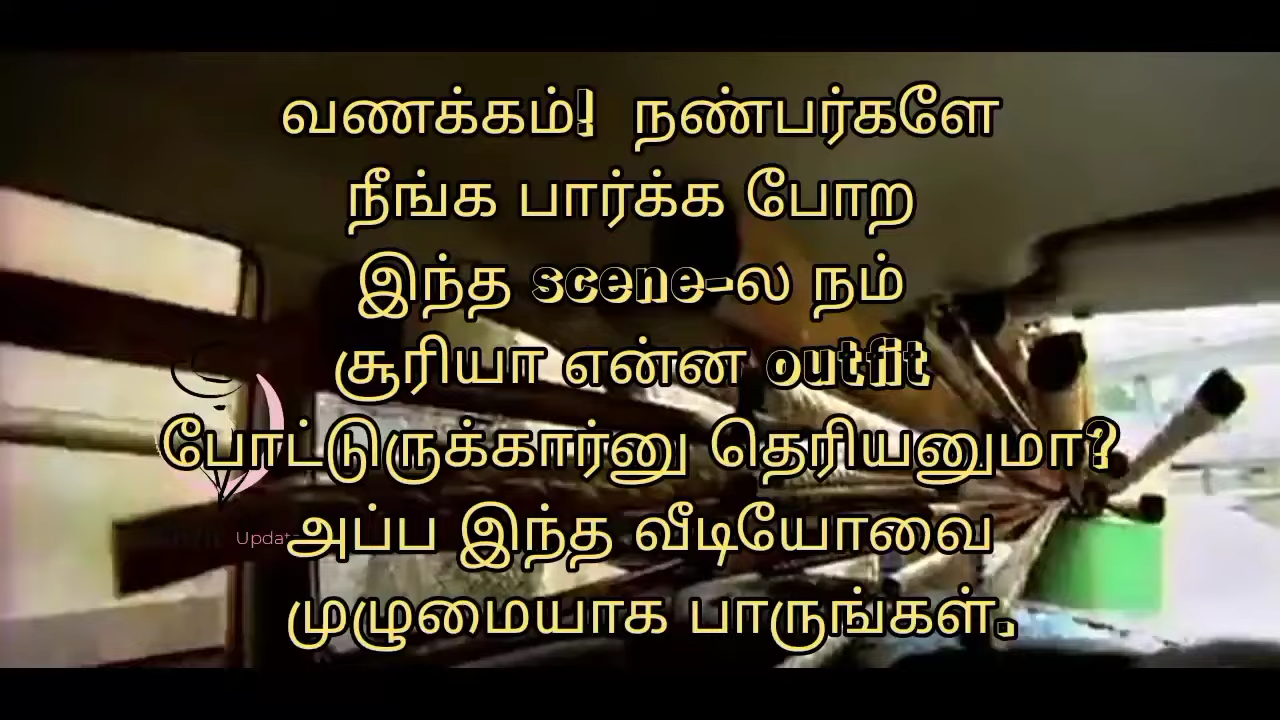 வணக்கம்! நண்பர்களே
நீங்க பார்க்க போற
இந்த scene-ல நம்
சூரியா என்ன outfit
போட்டுருக்கார்னு தெரியனுமா?
அப்ப இந்த வீடியோவை
முழுமையாக பாருங்கள்.